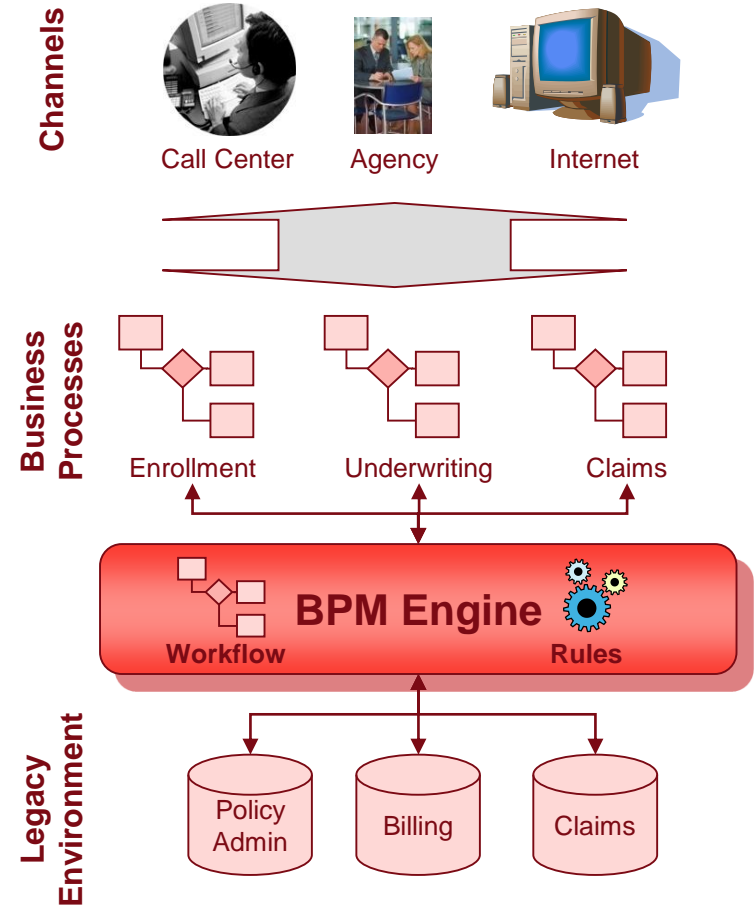 Channels
Call Center
Agency
Internet
Business
Processes
Enrollment
Underwriting
Claims
BPM Engine
Workflow
Rules
Legacy
Environment
Policy
Admin
Billing
Claims